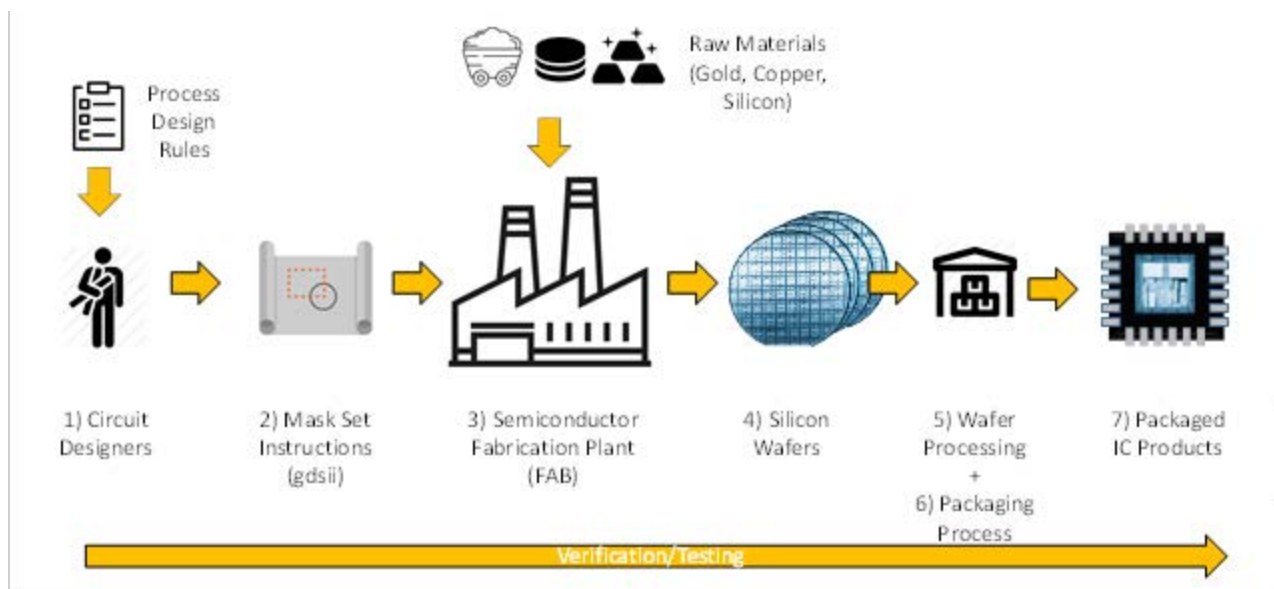 Raw Materials
(Gold, Copper,
Silicon)
Process
Design
Rules
1) Circuit
Designers
2) Mask Set
Instructions
(gdsii)
3) Semiconductor
Fabrication Plant
(FAB)
4) Silicon
Wafers
5) Wafer
Processing
+
6) Packaging
Process
7) Packaged
IC Products
Verification/Testing